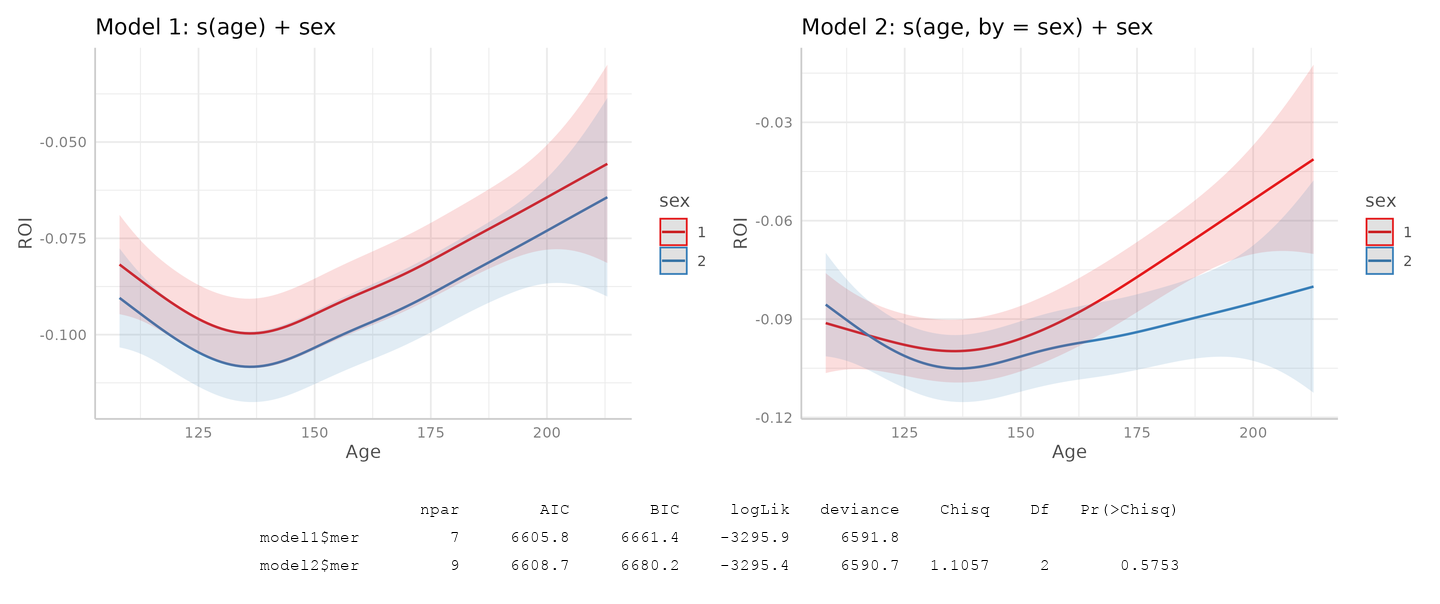 Model 1: s(age) + sex
-0.050
-0.075
-0.100
125 150 175 200
Age
ROI
sex
1
2
Model 2: s(age, by = sex) + sex
-0.03
-0.06
-0.09
-0.12
125 150 175 200
Age
ROI
sex
1
2
npar AIC BIC logLik deviance Chisq Df Pr(>Chisq)
model1$mer 7 6605.8 6661.4 -3295.9 6591.8
model2$mer 9 6608.7 6680.2 -3295.4 6590.7 1.1057 2 0.5753